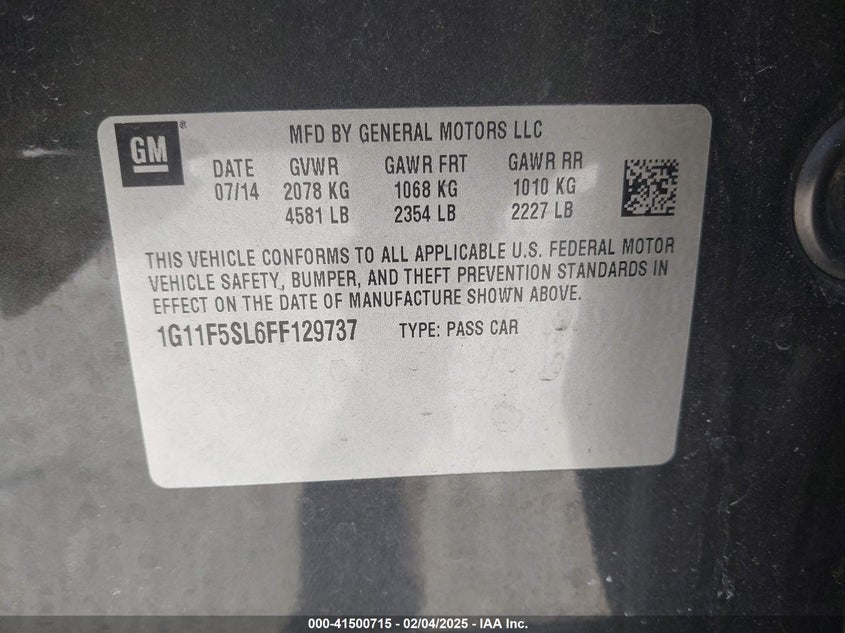 GM®
MFD BY GENERAL MOTORS LLC
DATE GVWR GAWR FRT GAWR RR
07/14 2078 KG 1068 KG 1010 KG
4581 LB 2354 LB 2227 LB
THIS VEHICLE CONFORMS TO ALL APPLICABLE U.S. FEDERAL MOTOR
VEHICLE SAFETY, BUMPER, AND THEFT PREVENTION STANDARDS IN
EFFECT ON THE DATE OF MANUFACTURE SHOWN ABOVE.
1G11F5SL6FF129737 TYPE: PASS CAR
000-41500715 - 02/04/2025 - IAA Inc.